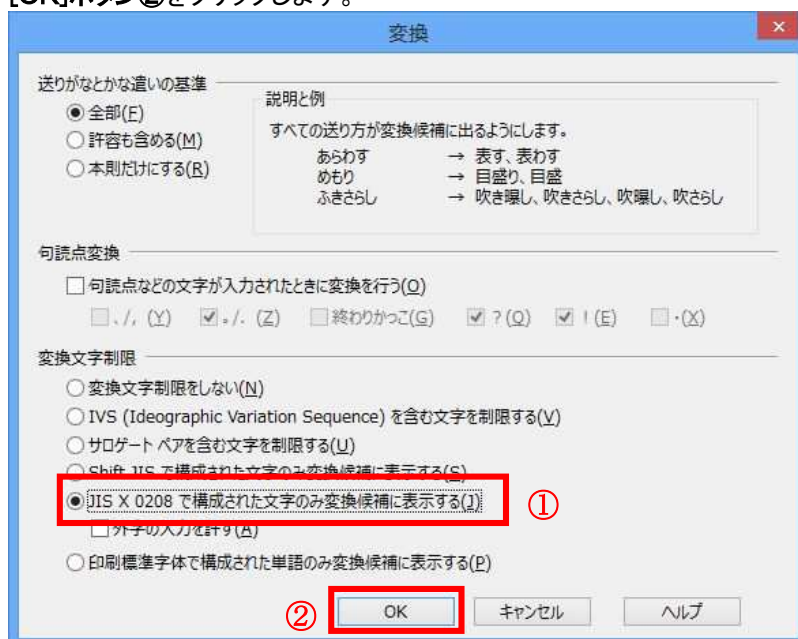 [OK]ボタン②をクリックします。
変換
送りがなとかな遣いの基準
全部(F)
許容も含める(M)
本則だけにする(R)
説明と例
すべての送り方が変換候補に出るようにします。
あらわす → 表す、表わす
めもり → 目盛り、目盛
ふきさらし → 吹き曝し、吹きさらし、吹曝し、吹さらし
句読点変換
句読点などの文字が入力されたときに変換を行う(O)
、/, (Y) 。/. (Z) 終わりかっこ(G) ? (Q) ! (E) ・(X)
変換文字制限
変換文字制限をしない(N)
IVS (Ideographic Variation Sequence) を含む文字を制限する(V)
サロゲート ペアを含む文字を制限する(U)
Shift JIS で構成された文字のみ変換候補に表示する(S)
JIS X 0208 で構成された文字のみ変換候補に表示する(J) ①
外字の入力を許す(A)
印刷標準字体で構成された単語のみ変換候補に表示する(P)
② OK キャンセル ヘルプ